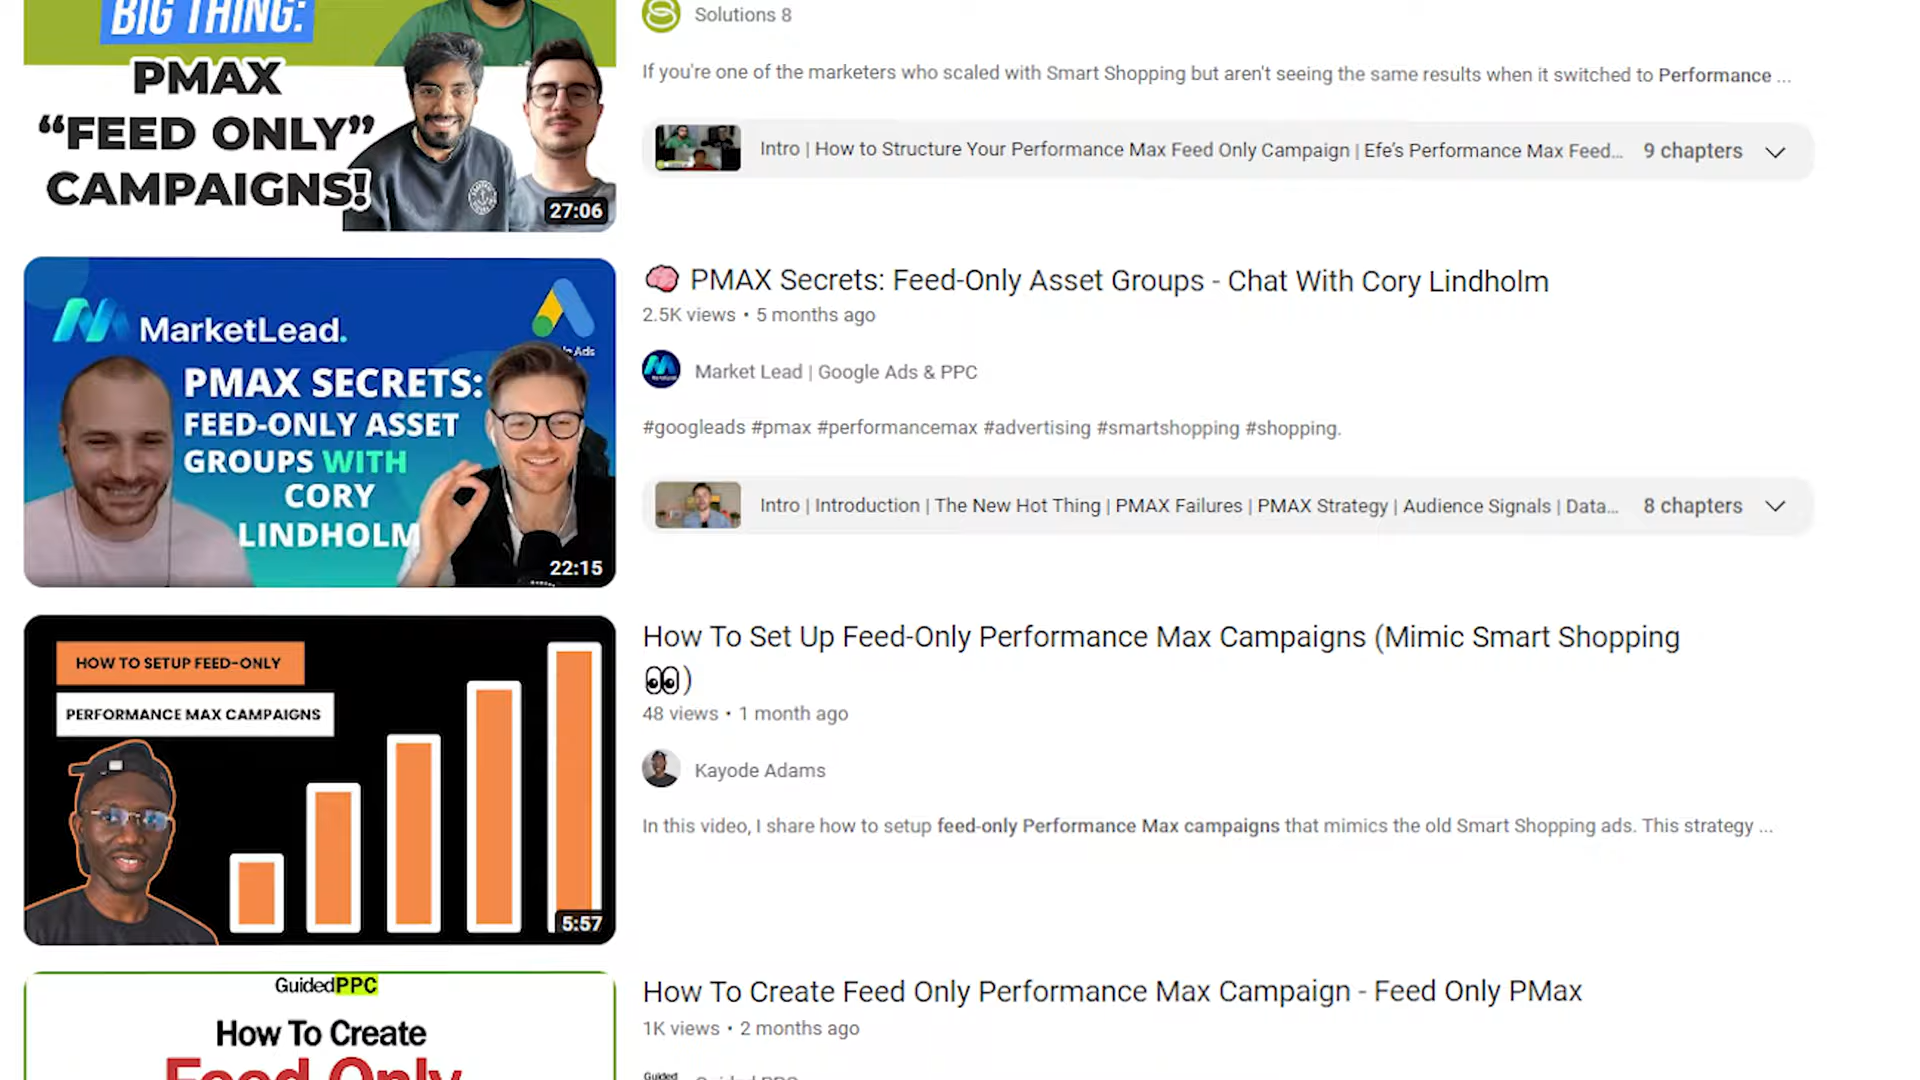 BIG THING:
PMAX
“FEED ONLY”
CAMPAIGNS!
27:06
Solutions 8
If you're one of the marketers who scaled with Smart Shopping but aren't seeing the same results when it switched to Performance ...
Intro | How to Structure Your Performance Max Feed Only Campaign | Efe’s Performance Max Feed... 9 chapters
MarketLead.
PMAX SECRETS:
FEED-ONLY ASSET
GROUPS WITH
CORY
LINDHOLM
22:15
🧠 PMAX Secrets: Feed-Only Asset Groups - Chat With Cory Lindholm
2.5K views • 5 months ago
Market Lead | Google Ads & PPC
#googleads #pmax #performancemax #advertising #smartshopping #shopping.
Intro | Introduction | The New Hot Thing | PMAX Failures | PMAX Strategy | Audience Signals | Data... 8 chapters
HOW TO SETUP FEED-ONLY
PERFORMANCE MAX CAMPAIGNS
5:57
How To Set Up Feed-Only Performance Max Campaigns (Mimic Smart Shopping
👀)
48 views • 1 month ago
Kayode Adams
In this video, I share how to setup feed-only Performance Max campaigns that mimics the old Smart Shopping ads. This strategy ...
GuidedPPC
How To Create
Feed Only
How To Create Feed Only Performance Max Campaign - Feed Only PMax
1K views • 2 months ago
Guided
Guided PPC